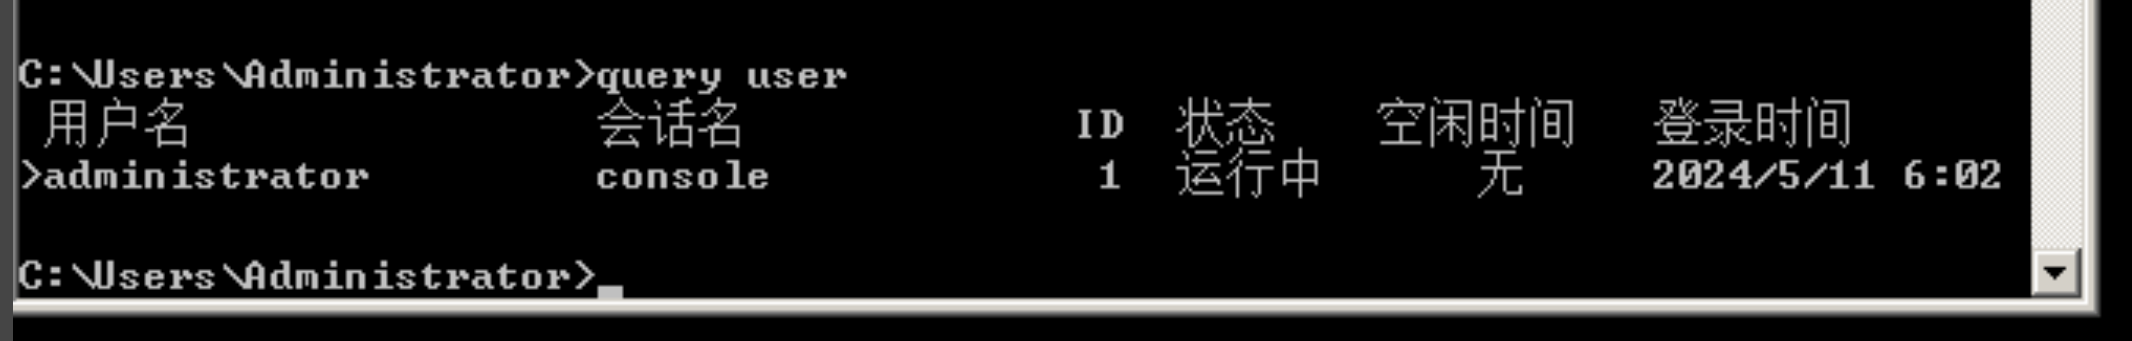 C:\Users\Administrator>query user
用户名 会话名 ID 状态 空闲时间 登录时间
>administrator console 1 运行中 无 2024/5/11 6:02
C:\Users\Administrator>_